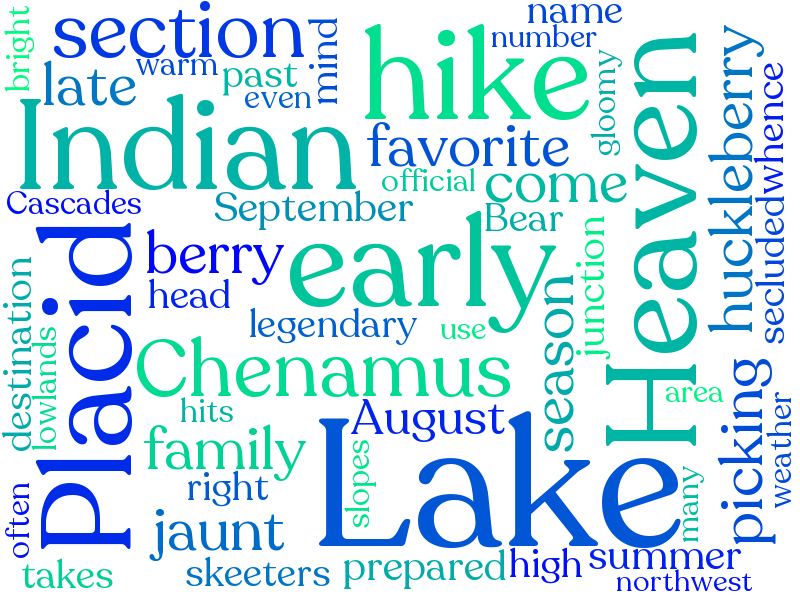 bright
section
name
number
hike
warm
past
mind
late
even
gloomy
Indian
favorite
Heaven
huckleberry
whence
official
come
Cascades
September
Bear
secluded
Placid
berry
early
junction
head
destination
legendary
use
season
lowlands
Chenamus
area
picking
hits
August
weather
family
Lake
slopes
right
many
often
jaunt
takes
skeeters
prepared
high
summer
northwest